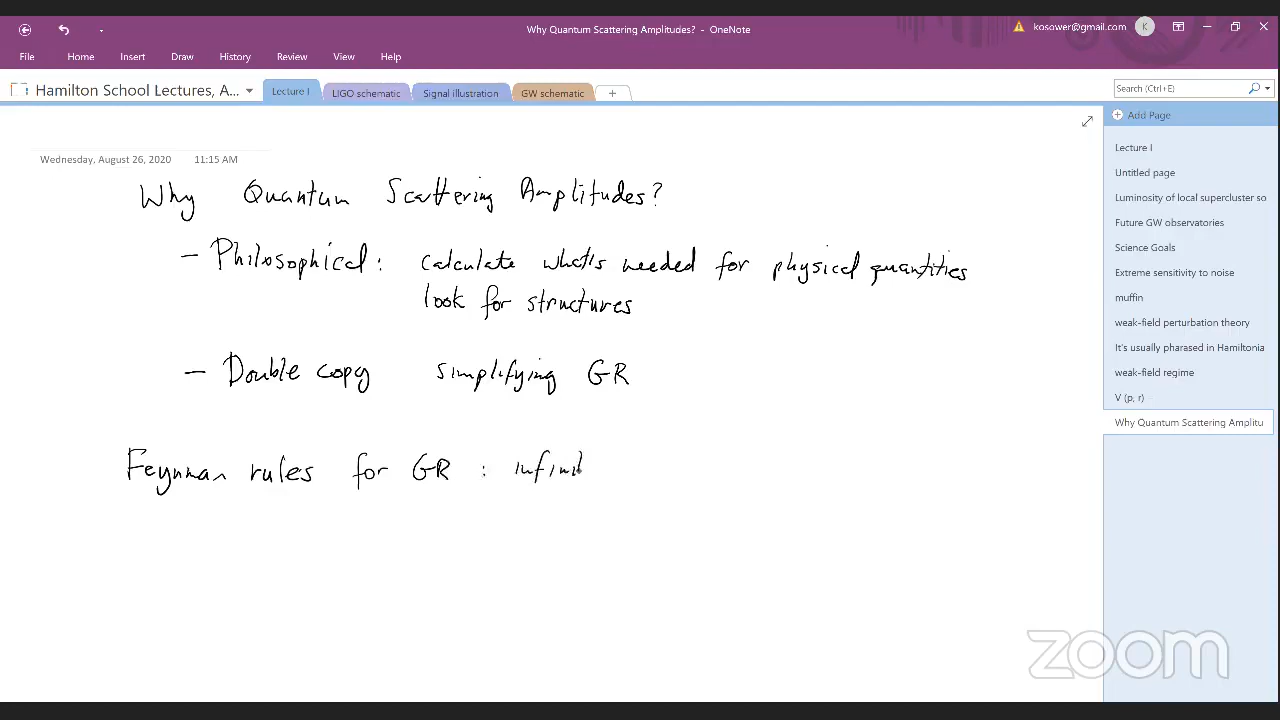 Why Quantum Scattering Amplitudes? - OneNote
kosower@gmail.com
K
File Home Insert Draw History Review View Help
Hamilton School Lectures, A...
Lecture I
LIGO schematic
Signal illustration
GW schematic
Search (Ctrl+E)
Add Page
Wednesday, August 26, 2020 11:15 AM
Why Quantum Scattering Amplitudes?
- Philosophical: calculate what's needed for physical quantities
look for structures
- Double copy simplifying GR
Feynman rules for GR : infini
Lecture I
Untitled page
Luminosity of local supercluster so
Future GW observatories
Science Goals
Extreme sensitivity to noise
muffin
weak-field perturbation theory
It's usually pharased in Hamiltonia
weak-field regime
V (p, r)
Why Quantum Scattering Amplitu
zoom